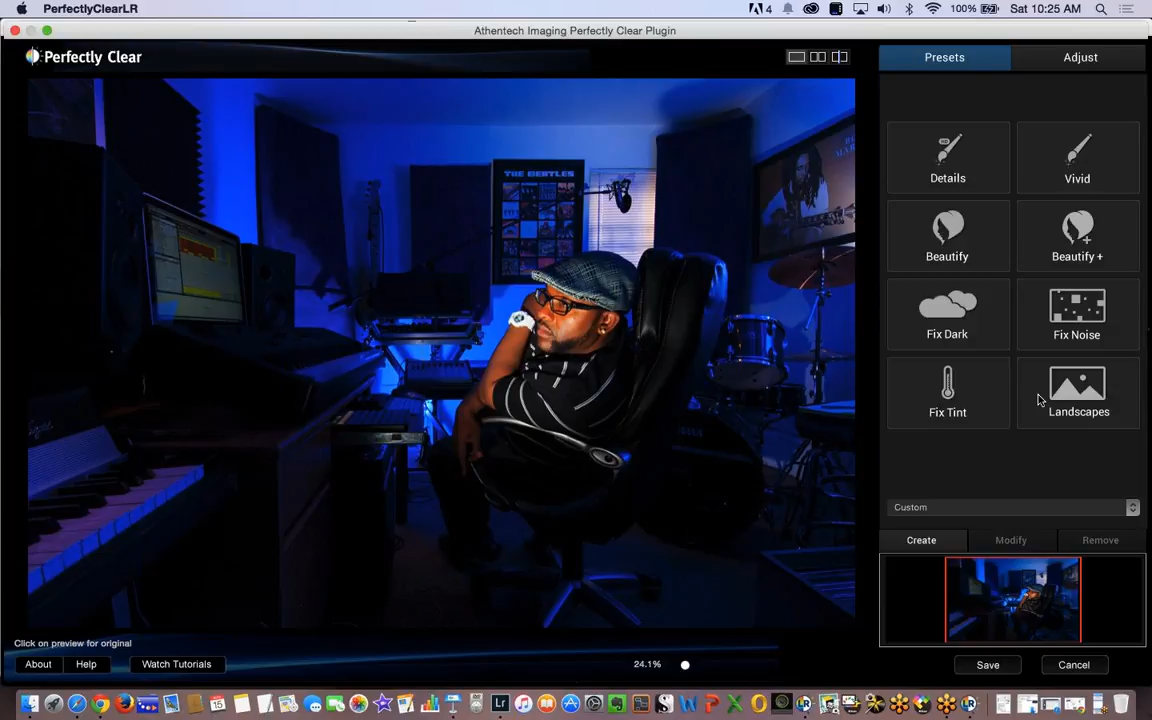 PerfectlyClearLR
4
100%
Sat 10:25 AM
Athentech Imaging Perfectly Clear Plugin
Perfectly Clear
Presets
Adjust
THE BEATLES
Details
Vivid
Beautify
Beautify +
Fix Dark
Fix Noise
Fix Tint
Landscapes
Custom
Create
Modify
Remove
Click on preview for original
About
Help
Watch Tutorials
24.1%
Save
Cancel